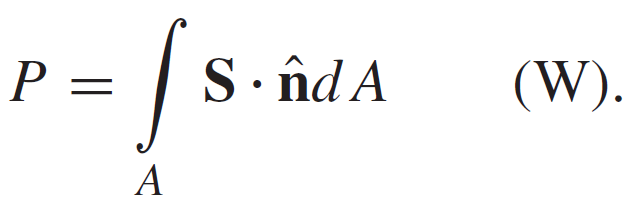 P = ∫_A S · n̂ dA (W).